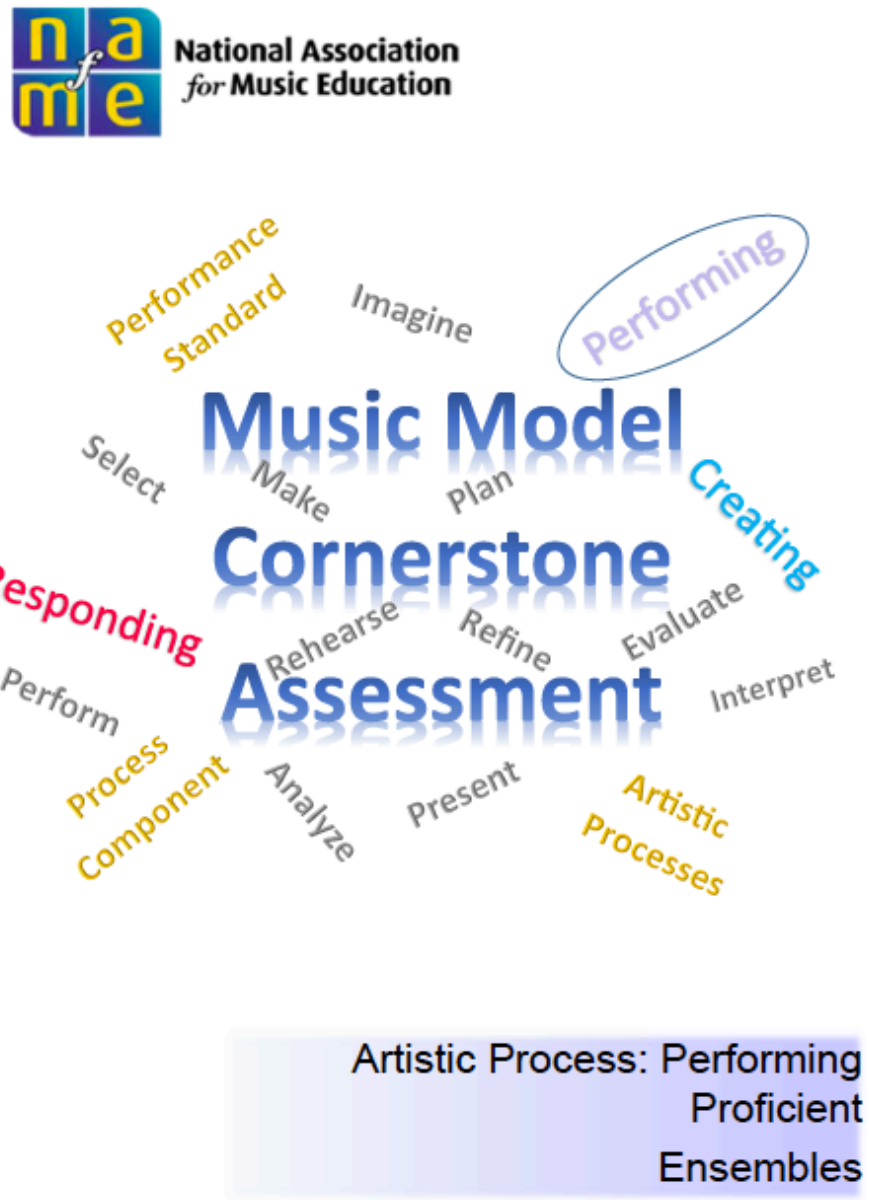 nafme
National Association
for Music Education
Performance
Standard
Imagine
Performing
Music Model
Select
Make
Plan
Creating
Cornerstone
esponding
Rehearse
Refine
Evaluate
Perform
Assessment
Interpret
Process
Component
Analyze
Present
Artistic
Processes
Artistic Process: Performing
Proficient
Ensembles